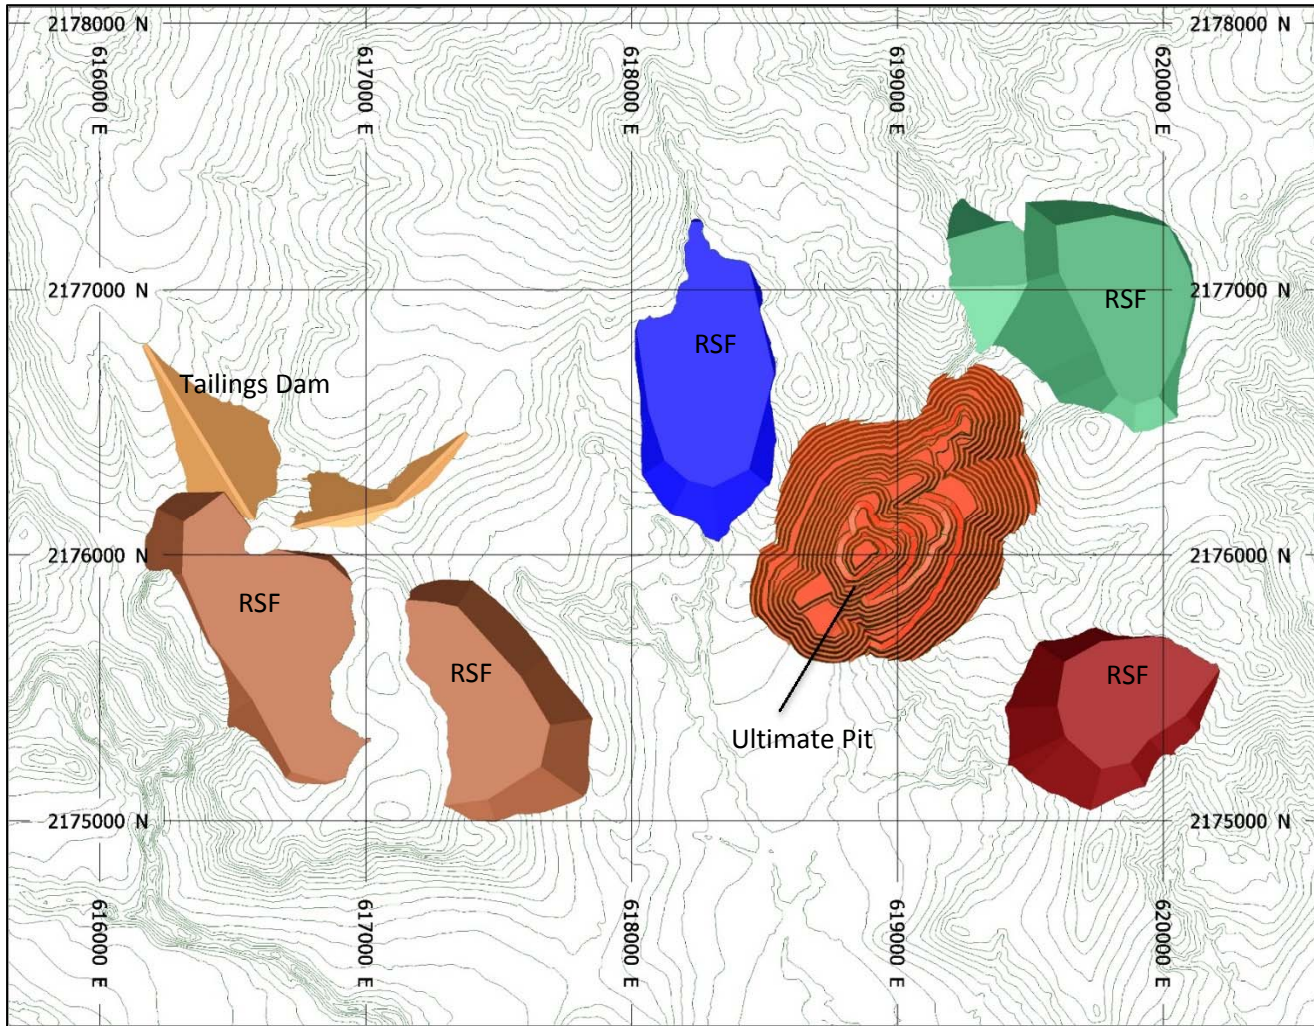 2178000 N
2178000 N
616000 E
617000 E
618000 E
619000 E
620000 E
2177000 N
2177000 N
RSF
RSF
Tailings Dam
2176000 N
2176000 N
RSF
RSF
RSF
Ultimate Pit
2175000 N
2175000 N
616000 E
617000 E
618000 E
619000 E
620000 E